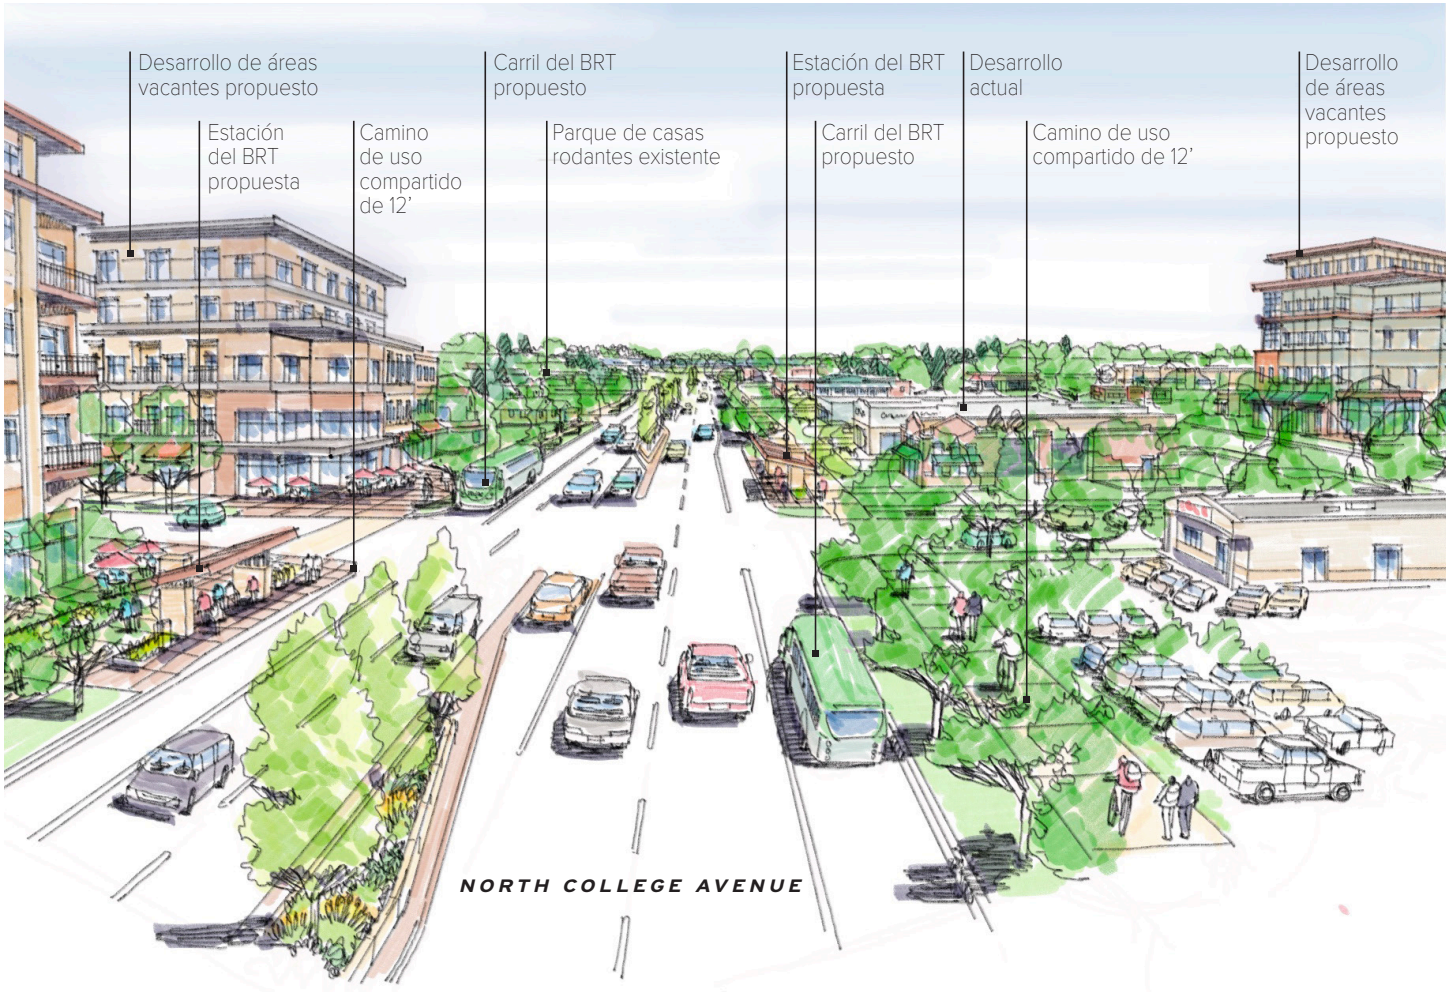 Desarrollo de áreas
vacantes propuesto
Carril del BRT
propuesto
Estación del BRT
propuesta
Desarrollo
actual
Desarrollo
de áreas
vacantes
propuesto
Estación
del BRT
propuesta
Camino
de uso
compartido
de 12’
Parque de casas
rodantes existente
Carril del BRT
propuesto
Camino de uso
compartido de 12’
NORTH COLLEGE AVENUE